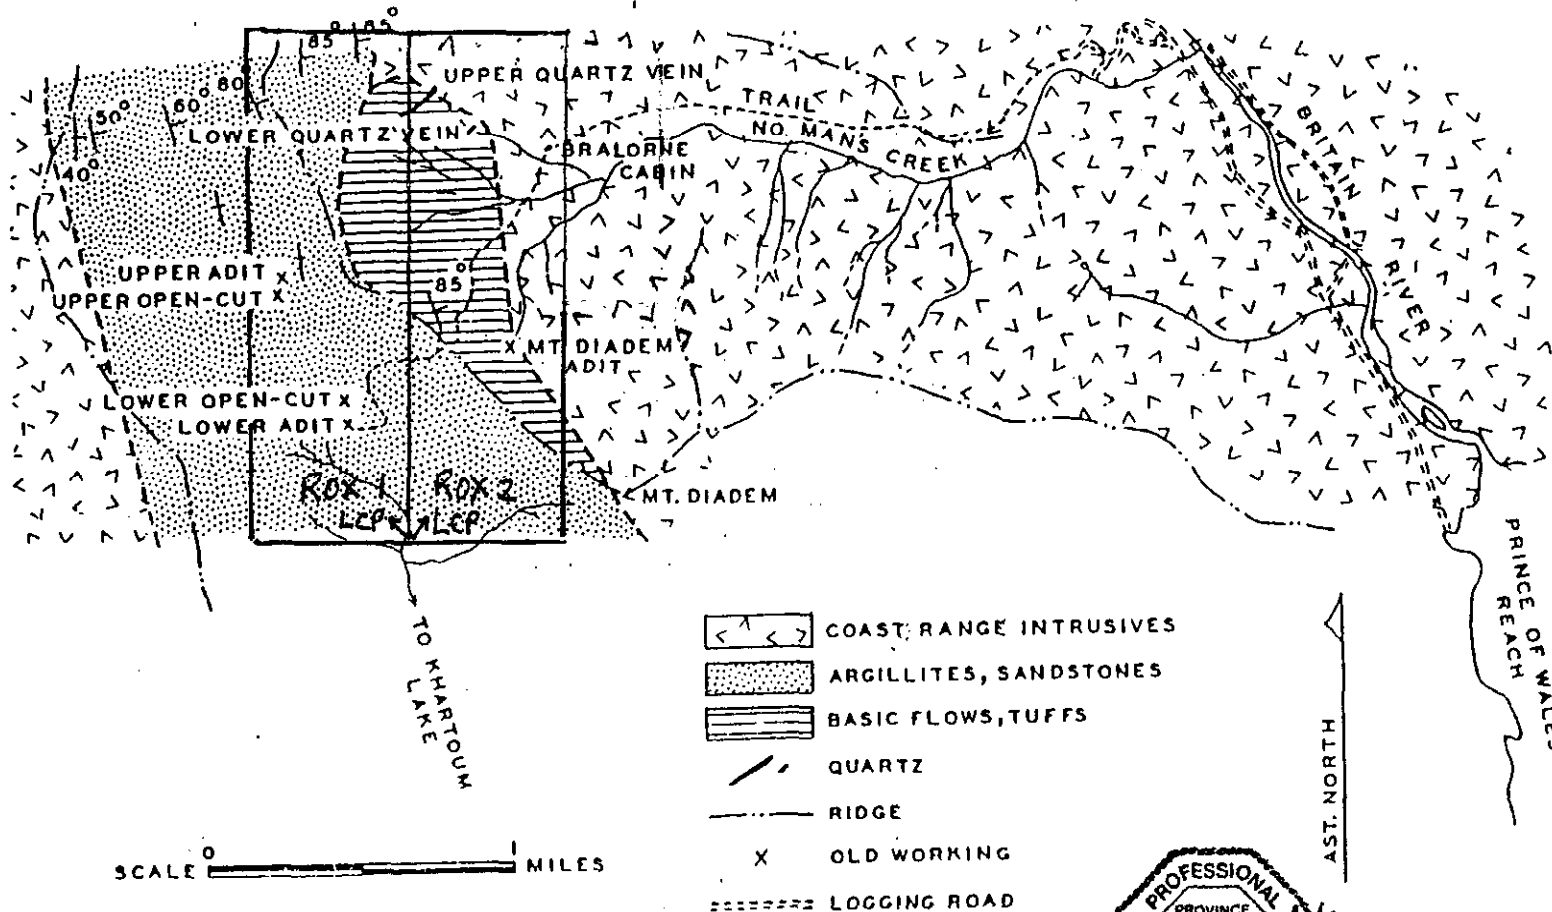 85°
85°
UPPER QUARTZ VEIN
80°
60°
50°
TRAIL
LOWER QUARTZ VEIN
NO MANS CREEK
BRALORNE
CABIN
40°
BRITAIN RIVER
UPPER ADIT X
UPPER OPEN-CUT X
85°
X MT. DIADEM
ADIT
LOWER OPEN-CUT X
LOWER ADIT X
ROX 1
ROX 2
LCP
LCP
MT. DIADEM
PRINCE OF WALES
REACH
TO KHARTOUM
LAKE
COAST RANGE INTRUSIVES
ARGILLITES, SANDSTONES
BASIC FLOWS, TUFFS
QUARTZ
RIDGE
X OLD WORKING
LOGGING ROAD
AST. NORTH
SCALE 0 1 MILES
PROFESSIONAL
PROVINCE